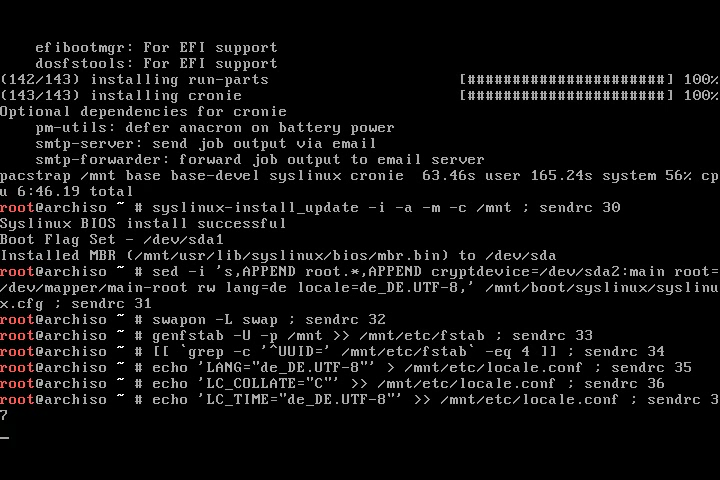 efibootmgr: For EFI support
dosfstools: For EFI support
(142/143) installing run-parts [######################] 100%
(143/143) installing cronie [######################] 100%
Optional dependencies for cronie
pm-utils: defer anacron on battery power
smtp-server: send job output via email
smtp-forwarder: forward job output to email server
pacstrap /mnt base base-devel syslinux cronie  63.46s user 165.24s system 56% cp
u 6:46.19 total
root@archiso ~ # syslinux-install_update -i -a -m -c /mnt ; sendrc 30
Syslinux BIOS install successful
Boot Flag Set - /dev/sda1
Installed MBR (/mnt/usr/lib/syslinux/bios/mbr.bin) to /dev/sda
root@archiso ~ # sed -i 's,APPEND root.*,APPEND cryptdevice=/dev/sda2:main root=
/dev/mapper/main-root rw lang=de locale=de_DE.UTF-8,' /mnt/boot/syslinux/syslinu
x.cfg ; sendrc 31
root@archiso ~ # swapon -L swap ; sendrc 32
root@archiso ~ # genfstab -U -p /mnt >> /mnt/etc/fstab ; sendrc 33
root@archiso ~ # [[ `grep -c '^UUID=' /mnt/etc/fstab` -eq 4 ]] ; sendrc 34
root@archiso ~ # echo 'LANG="de_DE.UTF-8"' > /mnt/etc/locale.conf ; sendrc 35
root@archiso ~ # echo 'LC_COLLATE="C"' >> /mnt/etc/locale.conf ; sendrc 36
root@archiso ~ # echo 'LC_TIME="de_DE.UTF-8"' >> /mnt/etc/locale.conf ; sendrc 3
7